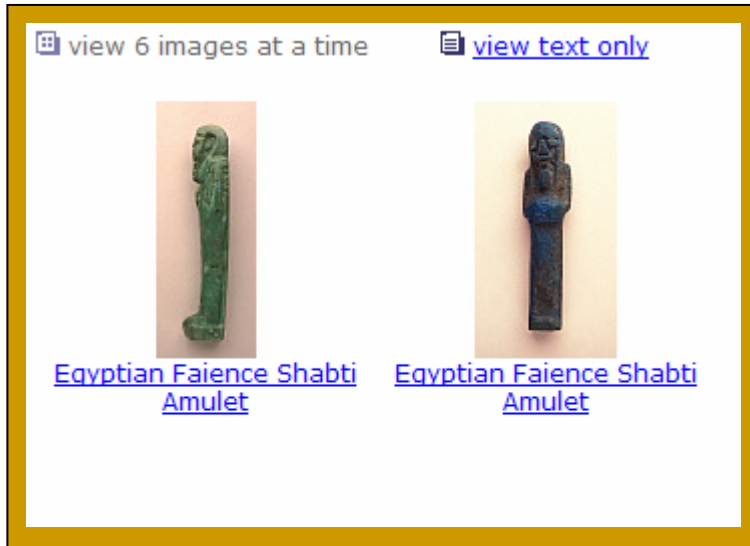 view 6 images at a time
view text only
Egyptian Faience Shabti
Amulet
Egyptian Faience Shabti
Amulet